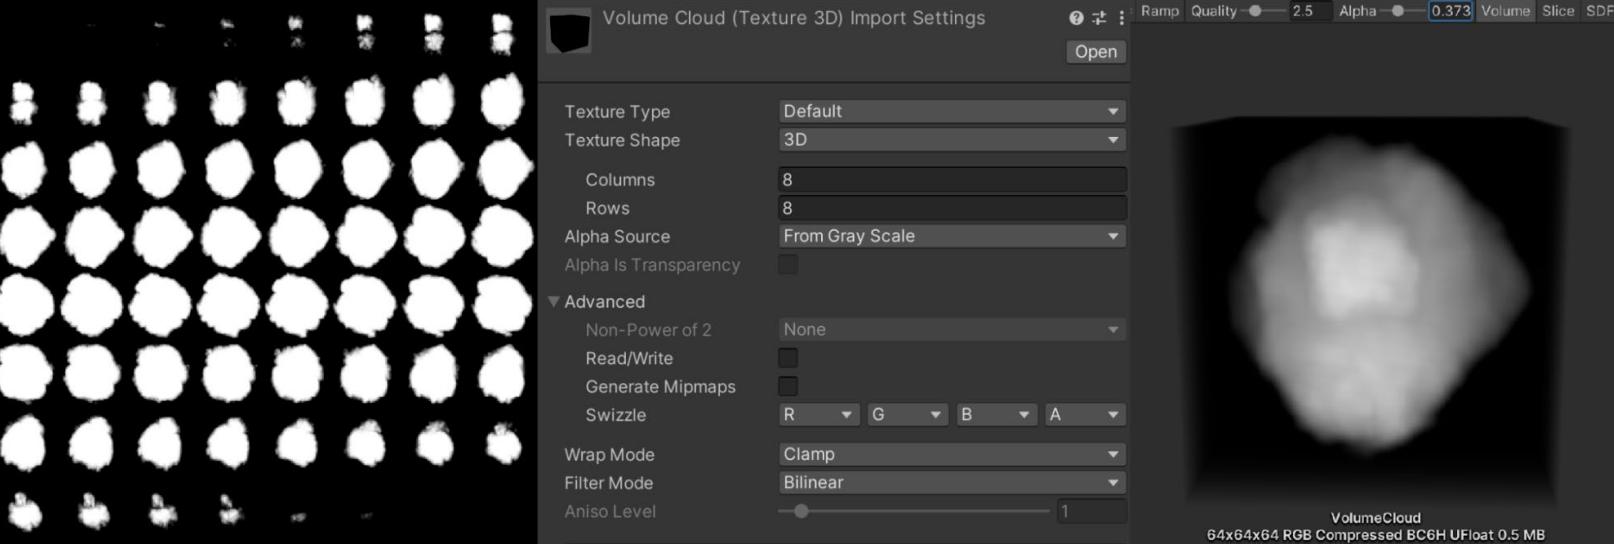 Volume Cloud (Texture 3D) Import Settings
Open
Texture Type Default
Texture Shape 3D
Columns 8
Rows 8
Alpha Source From Gray Scale
Alpha Is Transparency
Advanced
Non-Power of 2 None
Read/Write
Generate Mipmaps
Swizzle R G B A
Wrap Mode Clamp
Filter Mode Bilinear
Aniso Level 1
Ramp Quality 2.5 Alpha 0.373 Volume Slice SDF
VolumeCloud
64x64x64 RGB Compressed BC6H UFloat 0.5 MB